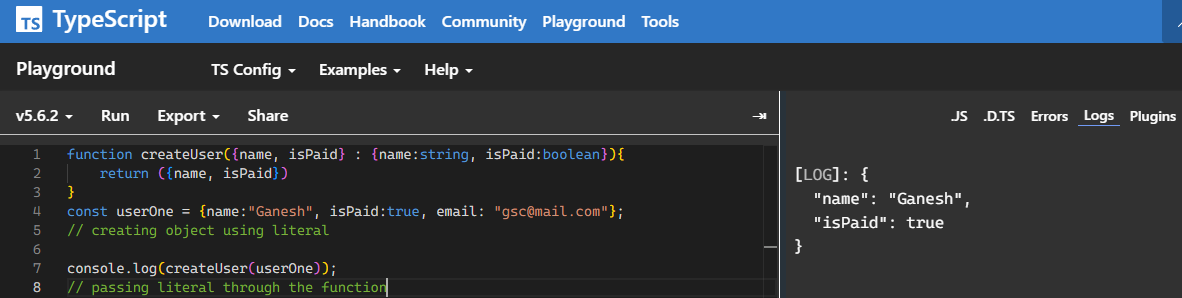 TS TypeScript Download Docs Handbook Community Playground Tools
Playground TS Config Examples Help
v5.6.2 Run Export Share
.JS .D.TS Errors Logs Plugins
1 function createUser({name, isPaid} : {name:string, isPaid:boolean}){
2 return ({name, isPaid})
3 }
4 const userOne = {name:"Ganesh", isPaid:true, email: "gsc@mail.com"};
5 // creating object using literal
6
7 console.log(createUser(userOne));
8 // passing literal through the function
[LOG]: {
"name": "Ganesh",
"isPaid": true
}